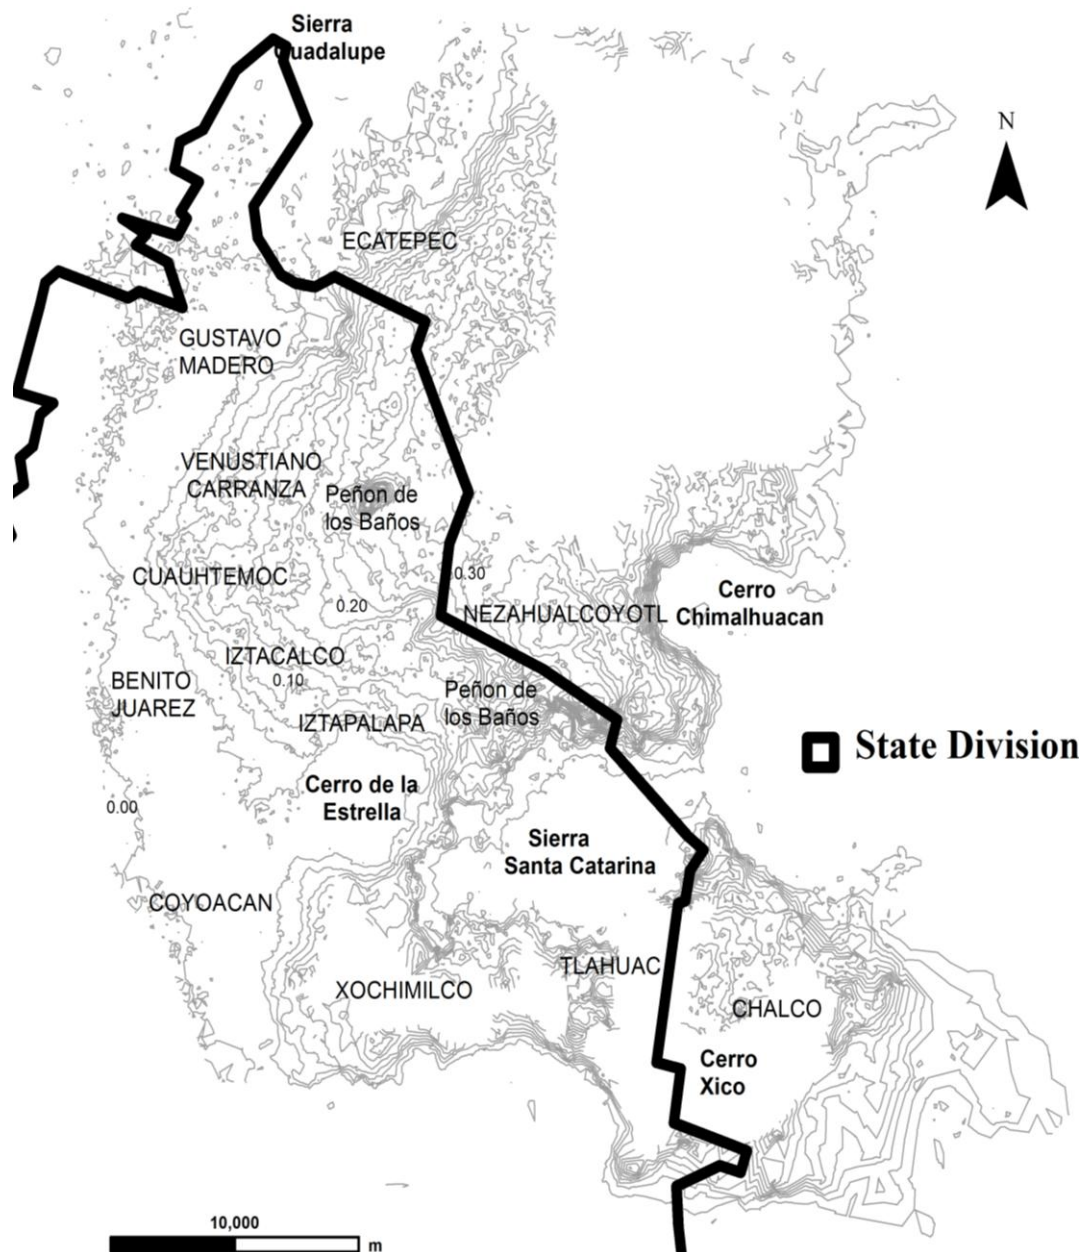 Sierra
Guadalupe
N
ECATEPEC
GUSTAVO
MADERO
VENUSTIANO
CARRANZA
Peñon de
los Baños
CUAUHTEMOC
0.30
0.20
NEZAHUALCOYOTL
Cerro
Chimalhuacan
IZTACALCO
0.10
BENITO
JUAREZ
Peñon de
los Baños
IZTAPALAPA
State Division
Cerro de la
Estrella
0.00
Sierra
Santa Catarina
COYOACAN
TLAHUAC
XOCHIMILCO
CHALCO
Cerro
Xico
10,000
m